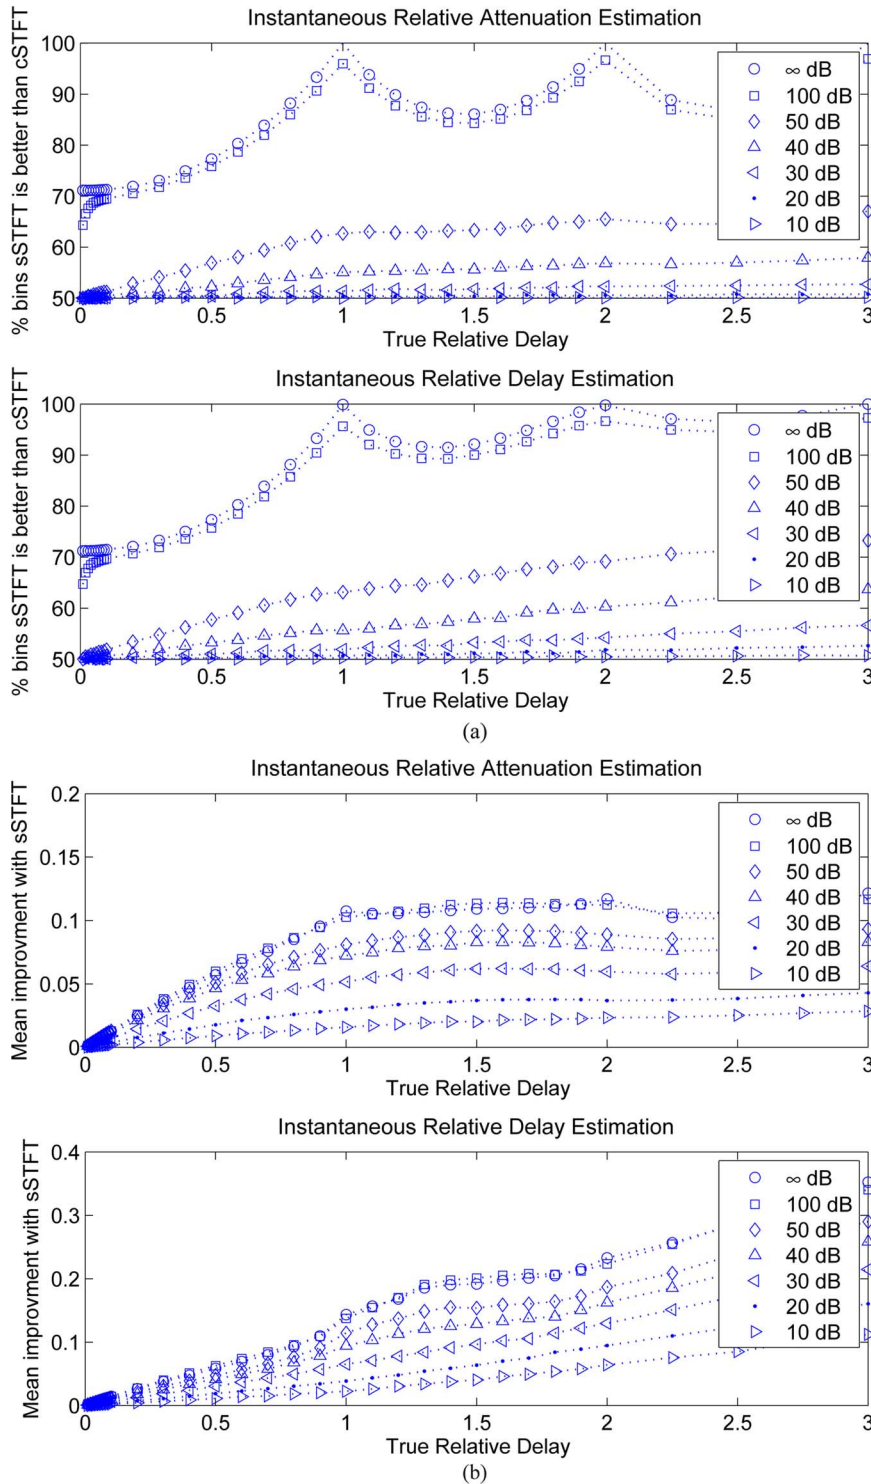 Instantaneous Relative Attenuation Estimation
% bins sSTFT is better than cSTFT
100
90
80
70
60
50
∞ dB
100 dB
50 dB
40 dB
30 dB
20 dB
10 dB
0 0.5 1 1.5 2 2.5 3
True Relative Delay
Instantaneous Relative Delay Estimation
% bins sSTFT is better than cSTFT
100
90
80
70
60
50
∞ dB
100 dB
50 dB
40 dB
30 dB
20 dB
10 dB
0 0.5 1 1.5 2 2.5 3
True Relative Delay
(a)
Instantaneous Relative Attenuation Estimation
Mean improvment with sSTFT
0.2
0.15
0.1
0.05
0
∞ dB
100 dB
50 dB
40 dB
30 dB
20 dB
10 dB
0 0.5 1 1.5 2 2.5 3
True Relative Delay
Instantaneous Relative Delay Estimation
Mean improvment with sSTFT
0.4
0.3
0.2
0.1
0
∞ dB
100 dB
50 dB
40 dB
30 dB
20 dB
10 dB
0 0.5 1 1.5 2 2.5 3
True Relative Delay
(b)